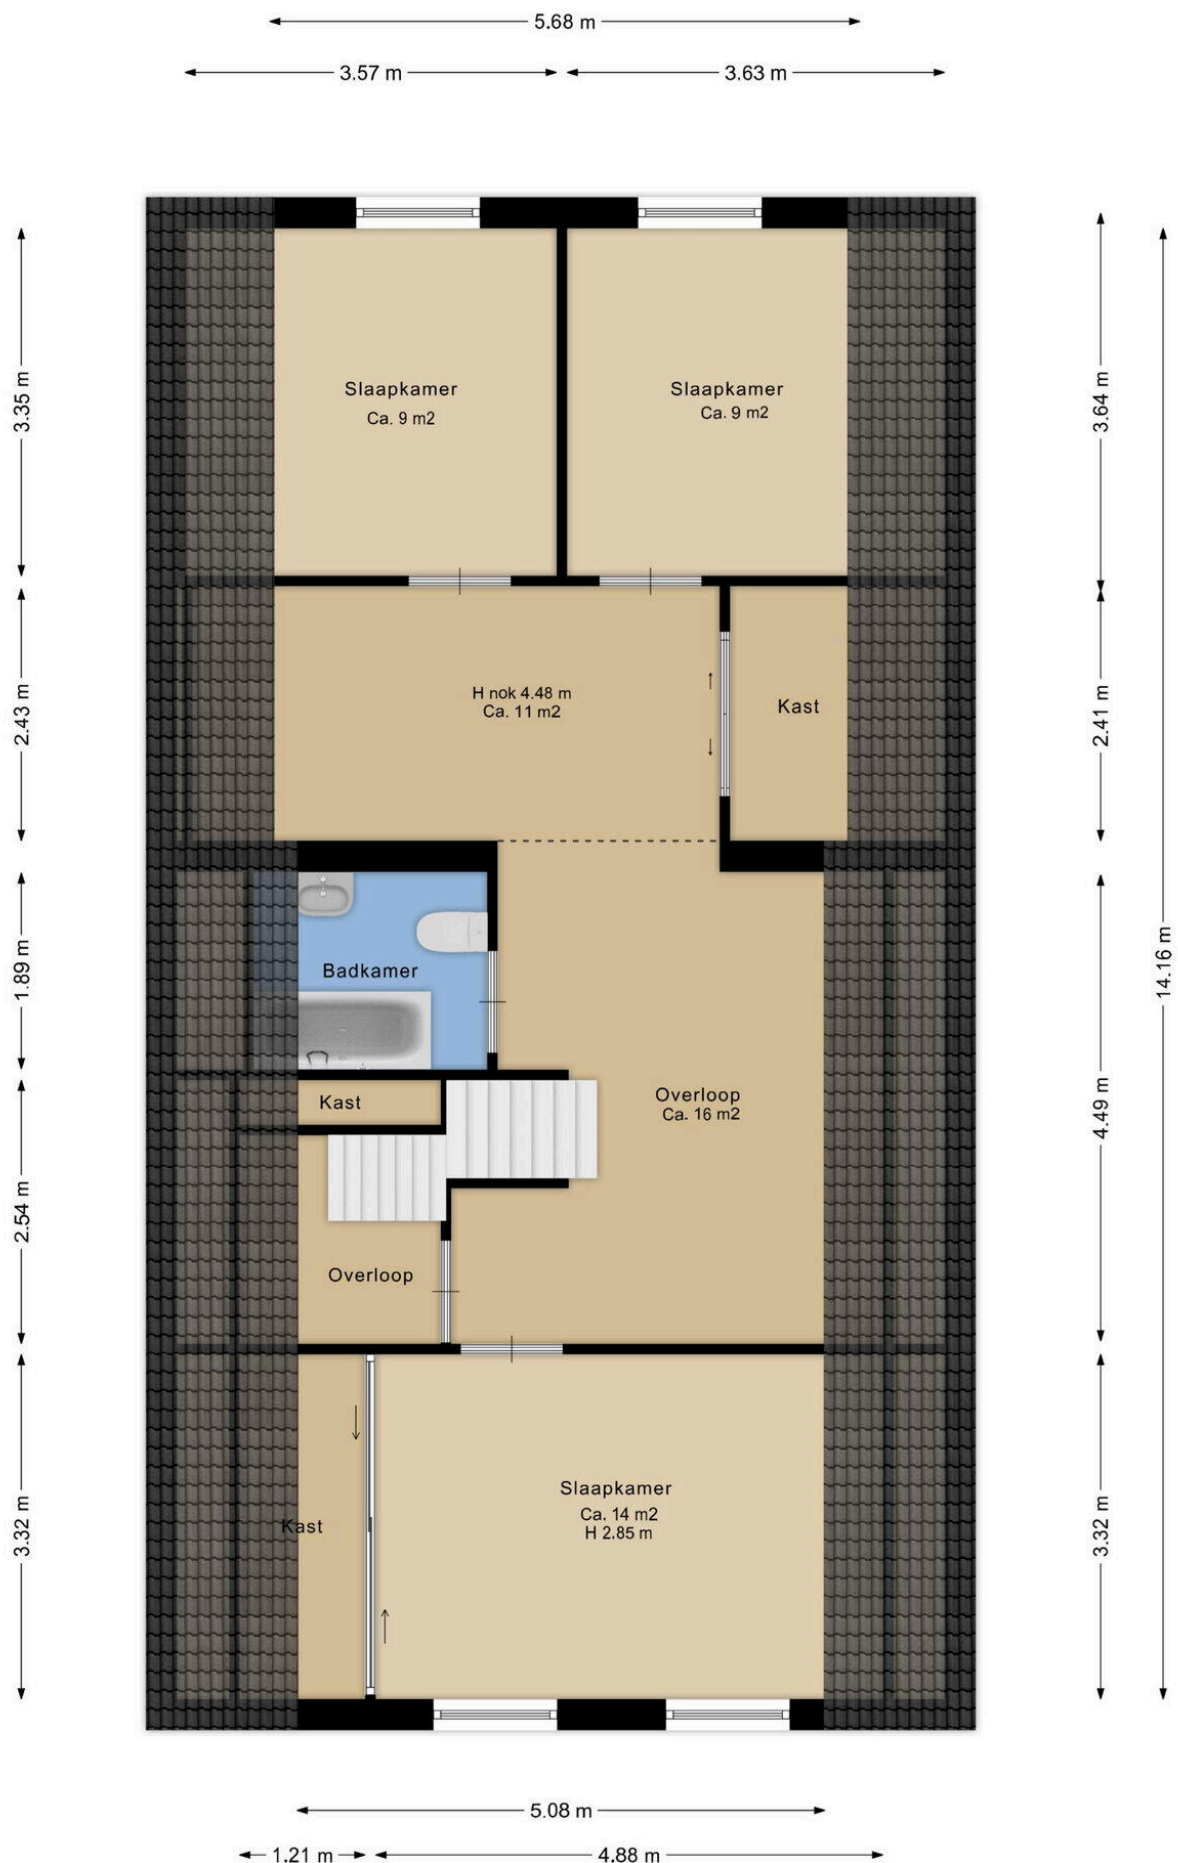 5.68 m
3.57 m
3.63 m
Slaapkamer
Ca. 9 m2
Slaapkamer
Ca. 9 m2
3.35 m
3.64 m
H nok 4.48 m
Ca. 11 m2
Kast
2.43 m
2.41 m
Badkamer
1.89 m
14.16 m
Kast
Overloop
Ca. 16 m2
4.49 m
2.54 m
Overloop
Slaapkamer
Ca. 14 m2
H 2.85 m
Kast
3.32 m
3.32 m
5.08 m
1.21 m
4.88 m